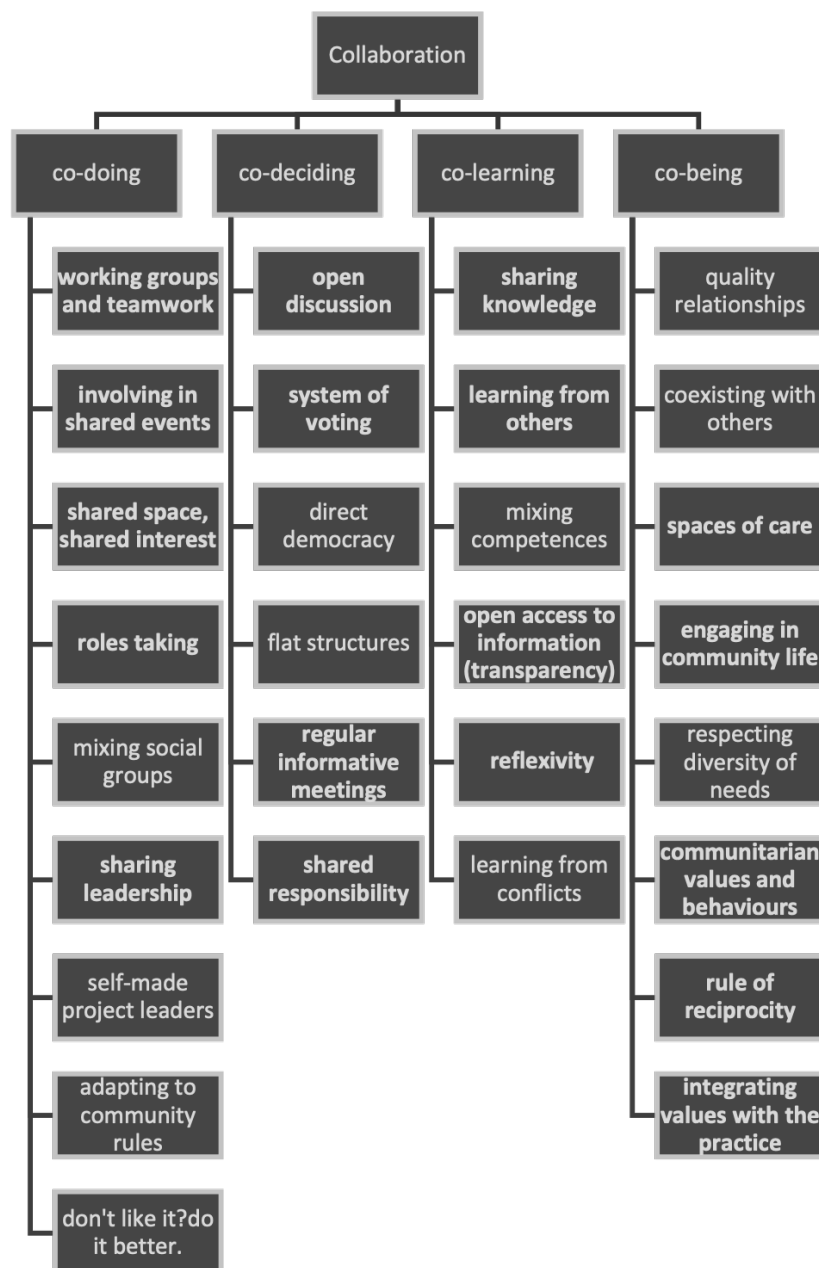 Collaboration
co-doing
working groups
and teamwork
involving in
shared events
shared space,
shared interest
roles taking
mixing social
groups
sharing
leadership
self-made
project leaders
adapting to
community
rules
don't like it?do
it better.
co-deciding
open
discussion
system of
voting
direct
democracy
flat structures
regular
informative
meetings
shared
responsibility
co-learning
sharing
knowledge
learning from
others
mixing
competences
open access to
information
(transparency)
reflexivity
learning from
conflicts
co-being
quality
relationships
coexisting with
others
spaces of care
engaging in
community life
respecting
diversity of
needs
communitarian
values and
behaviours
rule of
reciprocity
integrating
values with the
practice